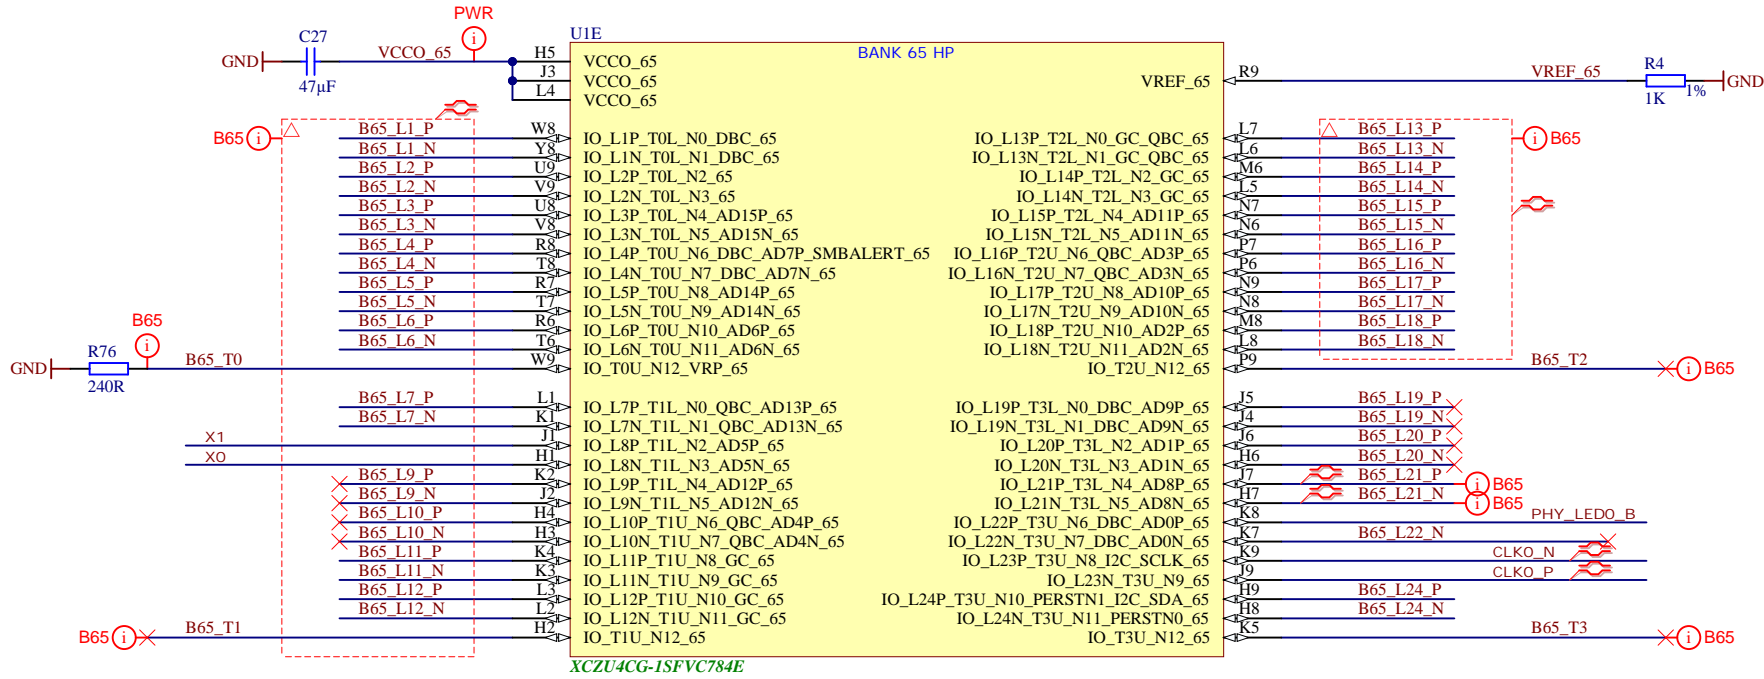 PWR
U1E
BANK 65 HP
C27
GND
47µF
VCCO_65
H5 VCCO_65
J3 VCCO_65
L4 VCCO_65
VREF_65 R9 VREF_65
R4
1K
1%
GND
B65 i
B65_L1_P W8 IO_L1P_T0L_N0_DBC_65
B65_L1_N Y8 IO_L1N_T0L_N1_DBC_65
B65_L2_P U9 IO_L2P_T0L_N2_65
B65_L2_N V9 IO_L2N_T0L_N3_65
B65_L3_P U8 IO_L3P_T0L_N4_AD15P_65
B65_L3_N V8 IO_L3N_T0L_N5_AD15N_65
B65_L4_P R8 IO_L4P_T0U_N6_DBC_AD7P_SMBALERT_65
B65_L4_N T8 IO_L4N_T0U_N7_DBC_AD7N_65
B65_L5_P R7 IO_L5P_T0U_N8_AD14P_65
B65_L5_N T7 IO_L5N_T0U_N9_AD14N_65
B65_L6_P R6 IO_L6P_T0U_N10_AD6P_65
B65_L6_N T6 IO_L6N_T0U_N11_AD6N_65
B65 i
GND
R76
240R
B65_T0 W9 IO_T0U_N12_VRP_65
B65_L7_P L1 IO_L7P_T1L_N0_QBC_AD13P_65
B65_L7_N K1 IO_L7N_T1L_N1_QBC_AD13N_65
X1 J1 IO_L8P_T1L_N2_AD5P_65
X0 H1 IO_L8N_T1L_N3_AD5N_65
B65_L9_P K2 IO_L9P_T1L_N4_AD12P_65
B65_L9_N J2 IO_L9N_T1L_N5_AD12N_65
B65_L10_P H4 IO_L10P_T1U_N6_QBC_AD4P_65
B65_L10_N H3 IO_L10N_T1U_N7_QBC_AD4N_65
B65_L11_P K4 IO_L11P_T1U_N8_GC_65
B65_L11_N K3 IO_L11N_T1U_N9_GC_65
B65_L12_P L3 IO_L12P_T1U_N10_GC_65
B65_L12_N L2 IO_L12N_T1U_N11_GC_65
B65 i B65_T1 H2 IO_T1U_N12_65
IO_L13P_T2L_N0_GC_QBC_65 L7 B65_L13_P
IO_L13N_T2L_N1_GC_QBC_65 L6 B65_L13_N
IO_L14P_T2L_N2_GC_65 M6 B65_L14_P
IO_L14N_T2L_N3_GC_65 L5 B65_L14_N
IO_L15P_T2L_N4_AD11P_65 N7 B65_L15_P
IO_L15N_T2L_N5_AD11N_65 N6 B65_L15_N
IO_L16P_T2U_N6_QBC_AD3P_65 P7 B65_L16_P
IO_L16N_T2U_N7_QBC_AD3N_65 P6 B65_L16_N
IO_L17P_T2U_N8_AD10P_65 N9 B65_L17_P
IO_L17N_T2U_N9_AD10N_65 N8 B65_L17_N
IO_L18P_T2U_N10_AD2P_65 M8 B65_L18_P
IO_L18N_T2U_N11_AD2N_65 L8 B65_L18_N
i B65
IO_T2U_N12_65 P9 B65_T2 i B65
IO_L19P_T3L_N0_DBC_AD9P_65 J5 B65_L19_P
IO_L19N_T3L_N1_DBC_AD9N_65 J4 B65_L19_N
IO_L20P_T3L_N2_AD1P_65 J6 B65_L20_P
IO_L20N_T3L_N3_AD1N_65 H6 B65_L20_N
IO_L21P_T3L_N4_AD8P_65 J7 B65_L21_P i B65
IO_L21N_T3L_N5_AD8N_65 H7 B65_L21_N i B65
IO_L22P_T3U_N6_DBC_AD0P_65 K8 PHY_LED0_B
IO_L22N_T3U_N7_DBC_AD0N_65 K7 B65_L22_N
IO_L23P_T3U_N8_I2C_SCLK_65 K9 CLK0_N
IO_L23N_T3U_N9_65 J9 CLK0_P
IO_L24P_T3U_N10_PERSTN1_I2C_SDA_65 H9 B65_L24_P
IO_L24N_T3U_N11_PERSTN0_65 H8 B65_L24_N
IO_T3U_N12_65 K5 B65_T3 i B65
XCZU4CG-1SFVC784E